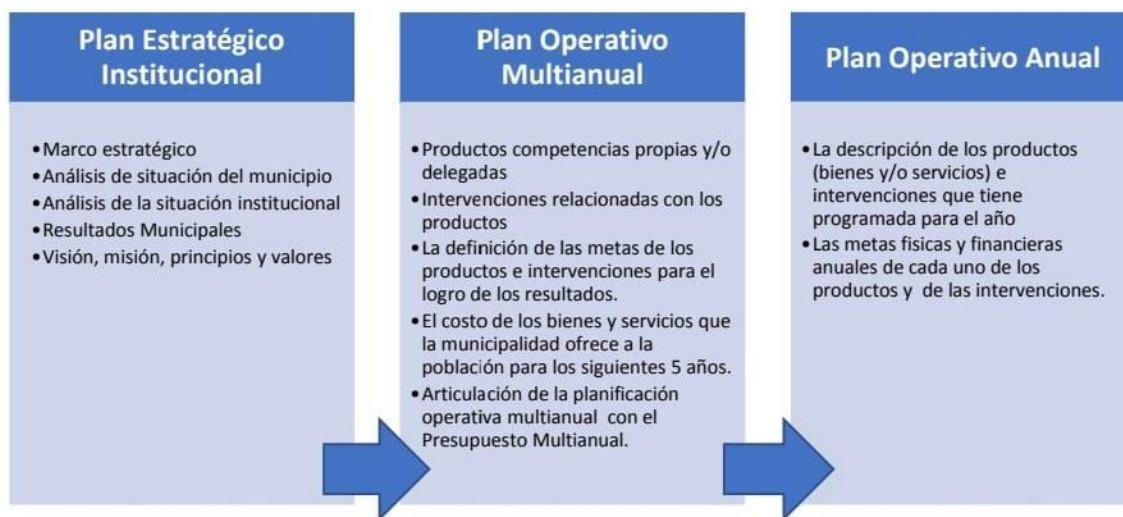 Plan Estratégico
Institucional
•Marco estratégico
•Análisis de situación del municipio
•Análisis de la situación institucional
•Resultados Municipales
•Visión, misión, principios y valores
Plan Operativo
Multianual
•Productos competencias propias y/o
delegadas
•Intervenciones relacionadas con los
productos
•La definición de las metas de los
productos e intervenciones para el
logro de los resultados.
•El costo de los bienes y servicios que
la municipalidad ofrece a la
población para los siguientes 5 años.
•Articulación de la planificación
operativa multianual con el
Presupuesto Multianual.
Plan Operativo Anual
•La descripción de los productos
(bienes y/o servicios) e
intervenciones que tiene
programada para el año
•Las metas fisicas y financieras
anuales de cada uno de los
productos y de las intervenciones.